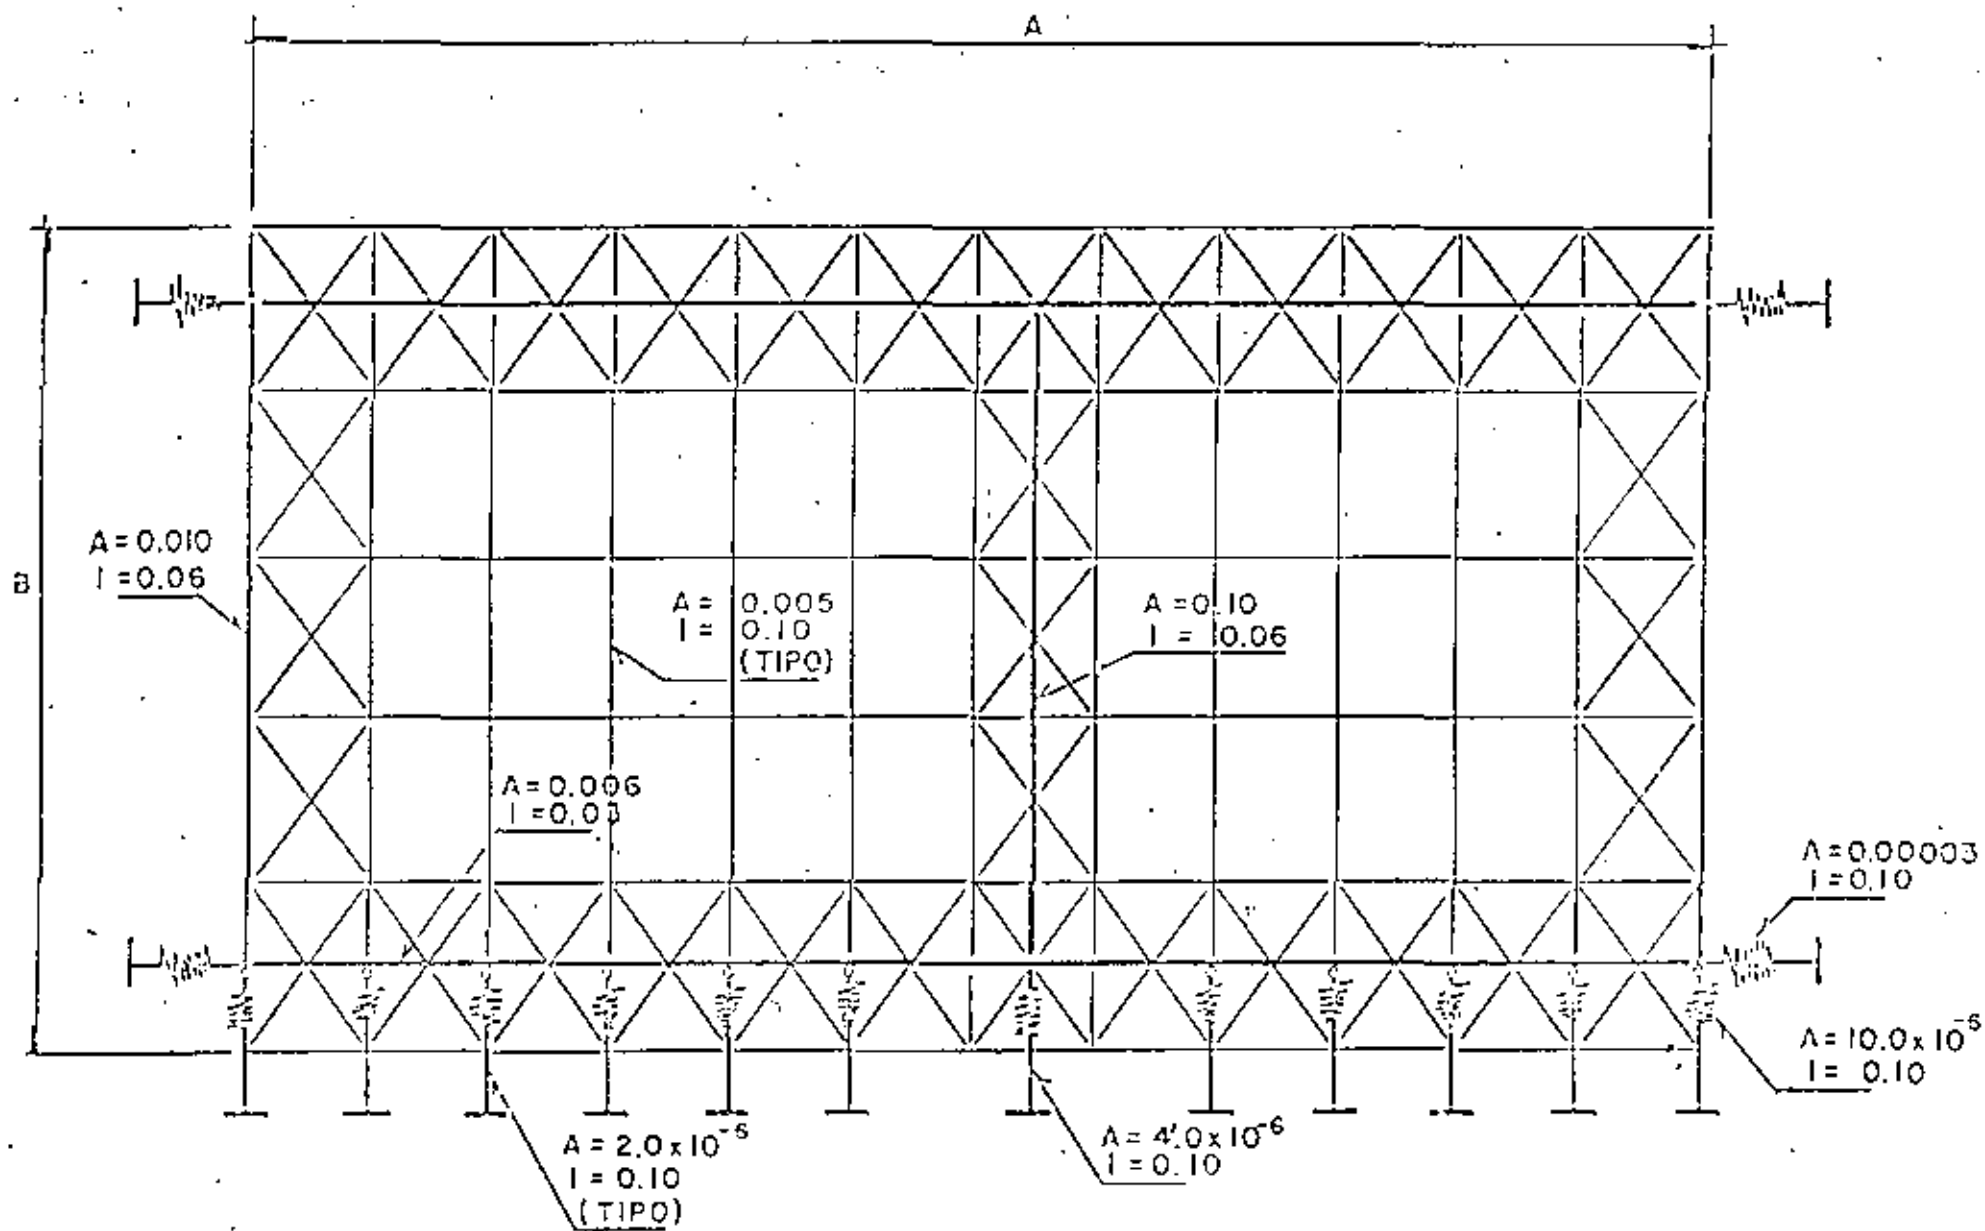 A
B
A = 0.010
I = 0.06
A = 0.005
I = 0.10
(TIPO)
A = 0.10
I = 0.06
A = 0.006
I = 0.03
A = 0.00003
I = 0.10
A = 10.0 x 10⁻⁶
I = 0.10
A = 2.0 x 10⁻⁶
I = 0.10
(TIPO)
A = 4.0 x 10⁻⁶
I = 0.10